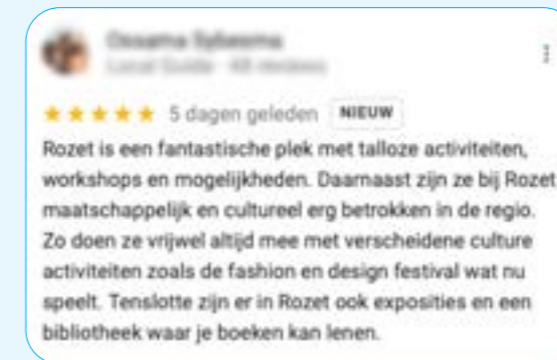 5 dagen geleden NIEUW
Rozet is een fantastische plek met talloze activiteiten,
workshops en mogelijkheden. Daarnaast zijn ze bij Rozet
maatschappelijk en cultureel erg betrokken in de regio.
Zo doen ze vrijwel altijd mee met verscheidene culture
activiteiten zoals de fashion en design festival wat nu
speelt. Tenslotte zijn er in Rozet ook exposities en een
bibliotheek waar je boeken kan lenen.